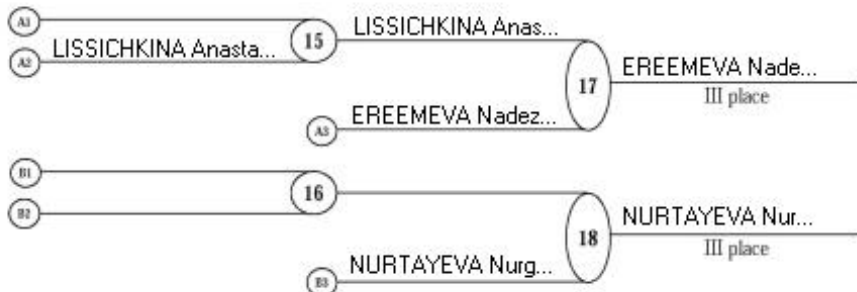 A1
LISSICHKINA Anas...
15
A2
LISSICHKINA Anasta...
EREEMEVA Nade...
17
III place
A3
EREEMEVA Nadez...
B1
16
B2
NURTAYEVA Nur...
18
III place
B3
NURTAYEVA Nurg...